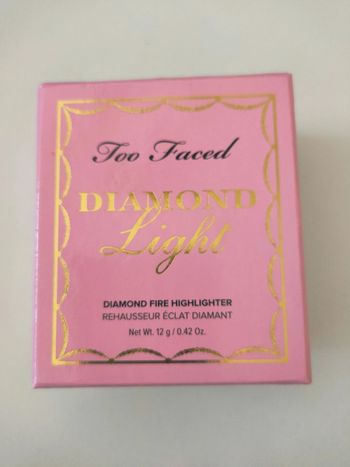 Too Faced
DIAMOND
Light
DIAMOND FIRE HIGHLIGHTER
REHAUSSEUR ÉCLAT DIAMANT
Net Wt. 12 g / 0.42 Oz.